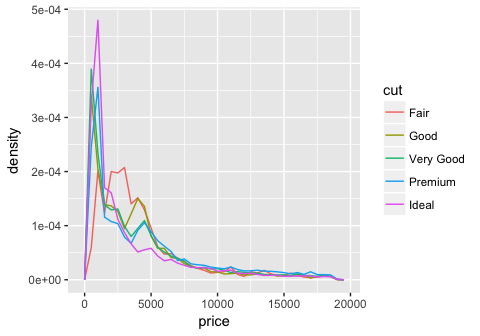 5e-04
4e-04
3e-04
2e-04
1e-04
0e+00
density
0
5000
10000
15000
20000
price
cut
Fair
Good
Very Good
Premium
Ideal